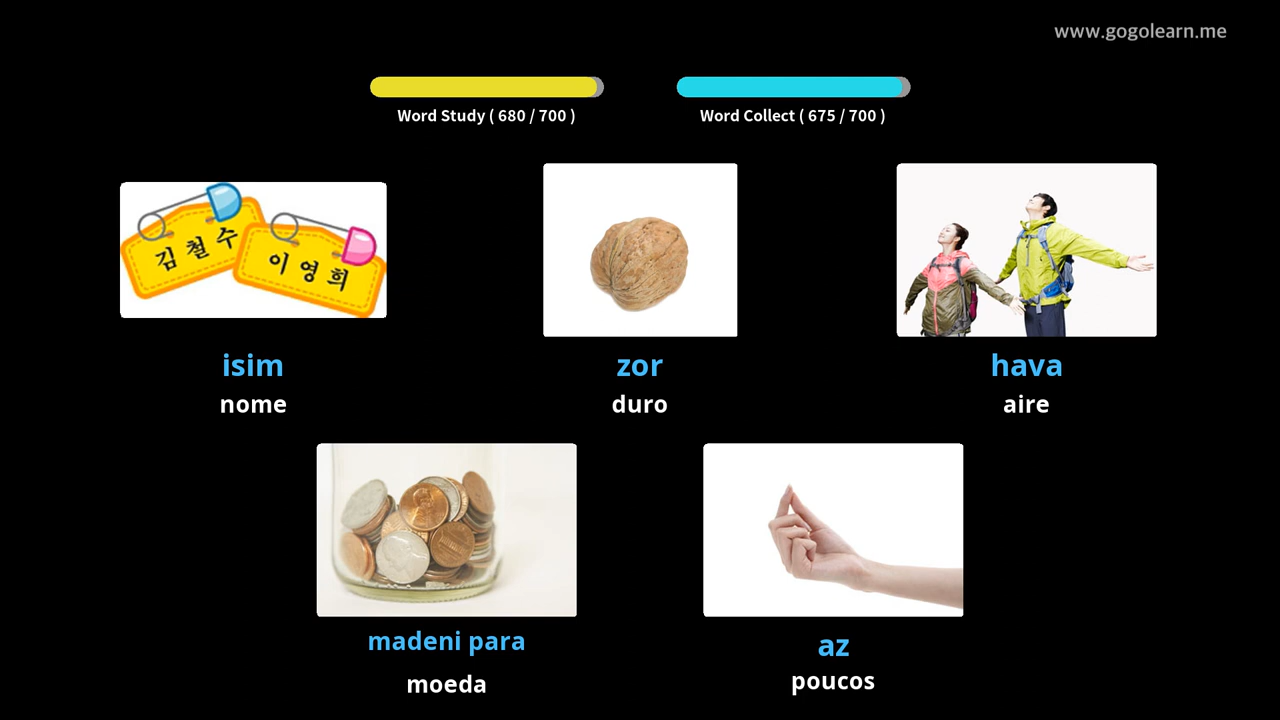 www.gogolearn.me
Word Study ( 680 / 700 )
Word Collect ( 675 / 700 )
김철수
이영희
isim
nome
zor
duro
hava
aire
madeni para
moeda
az
poucos